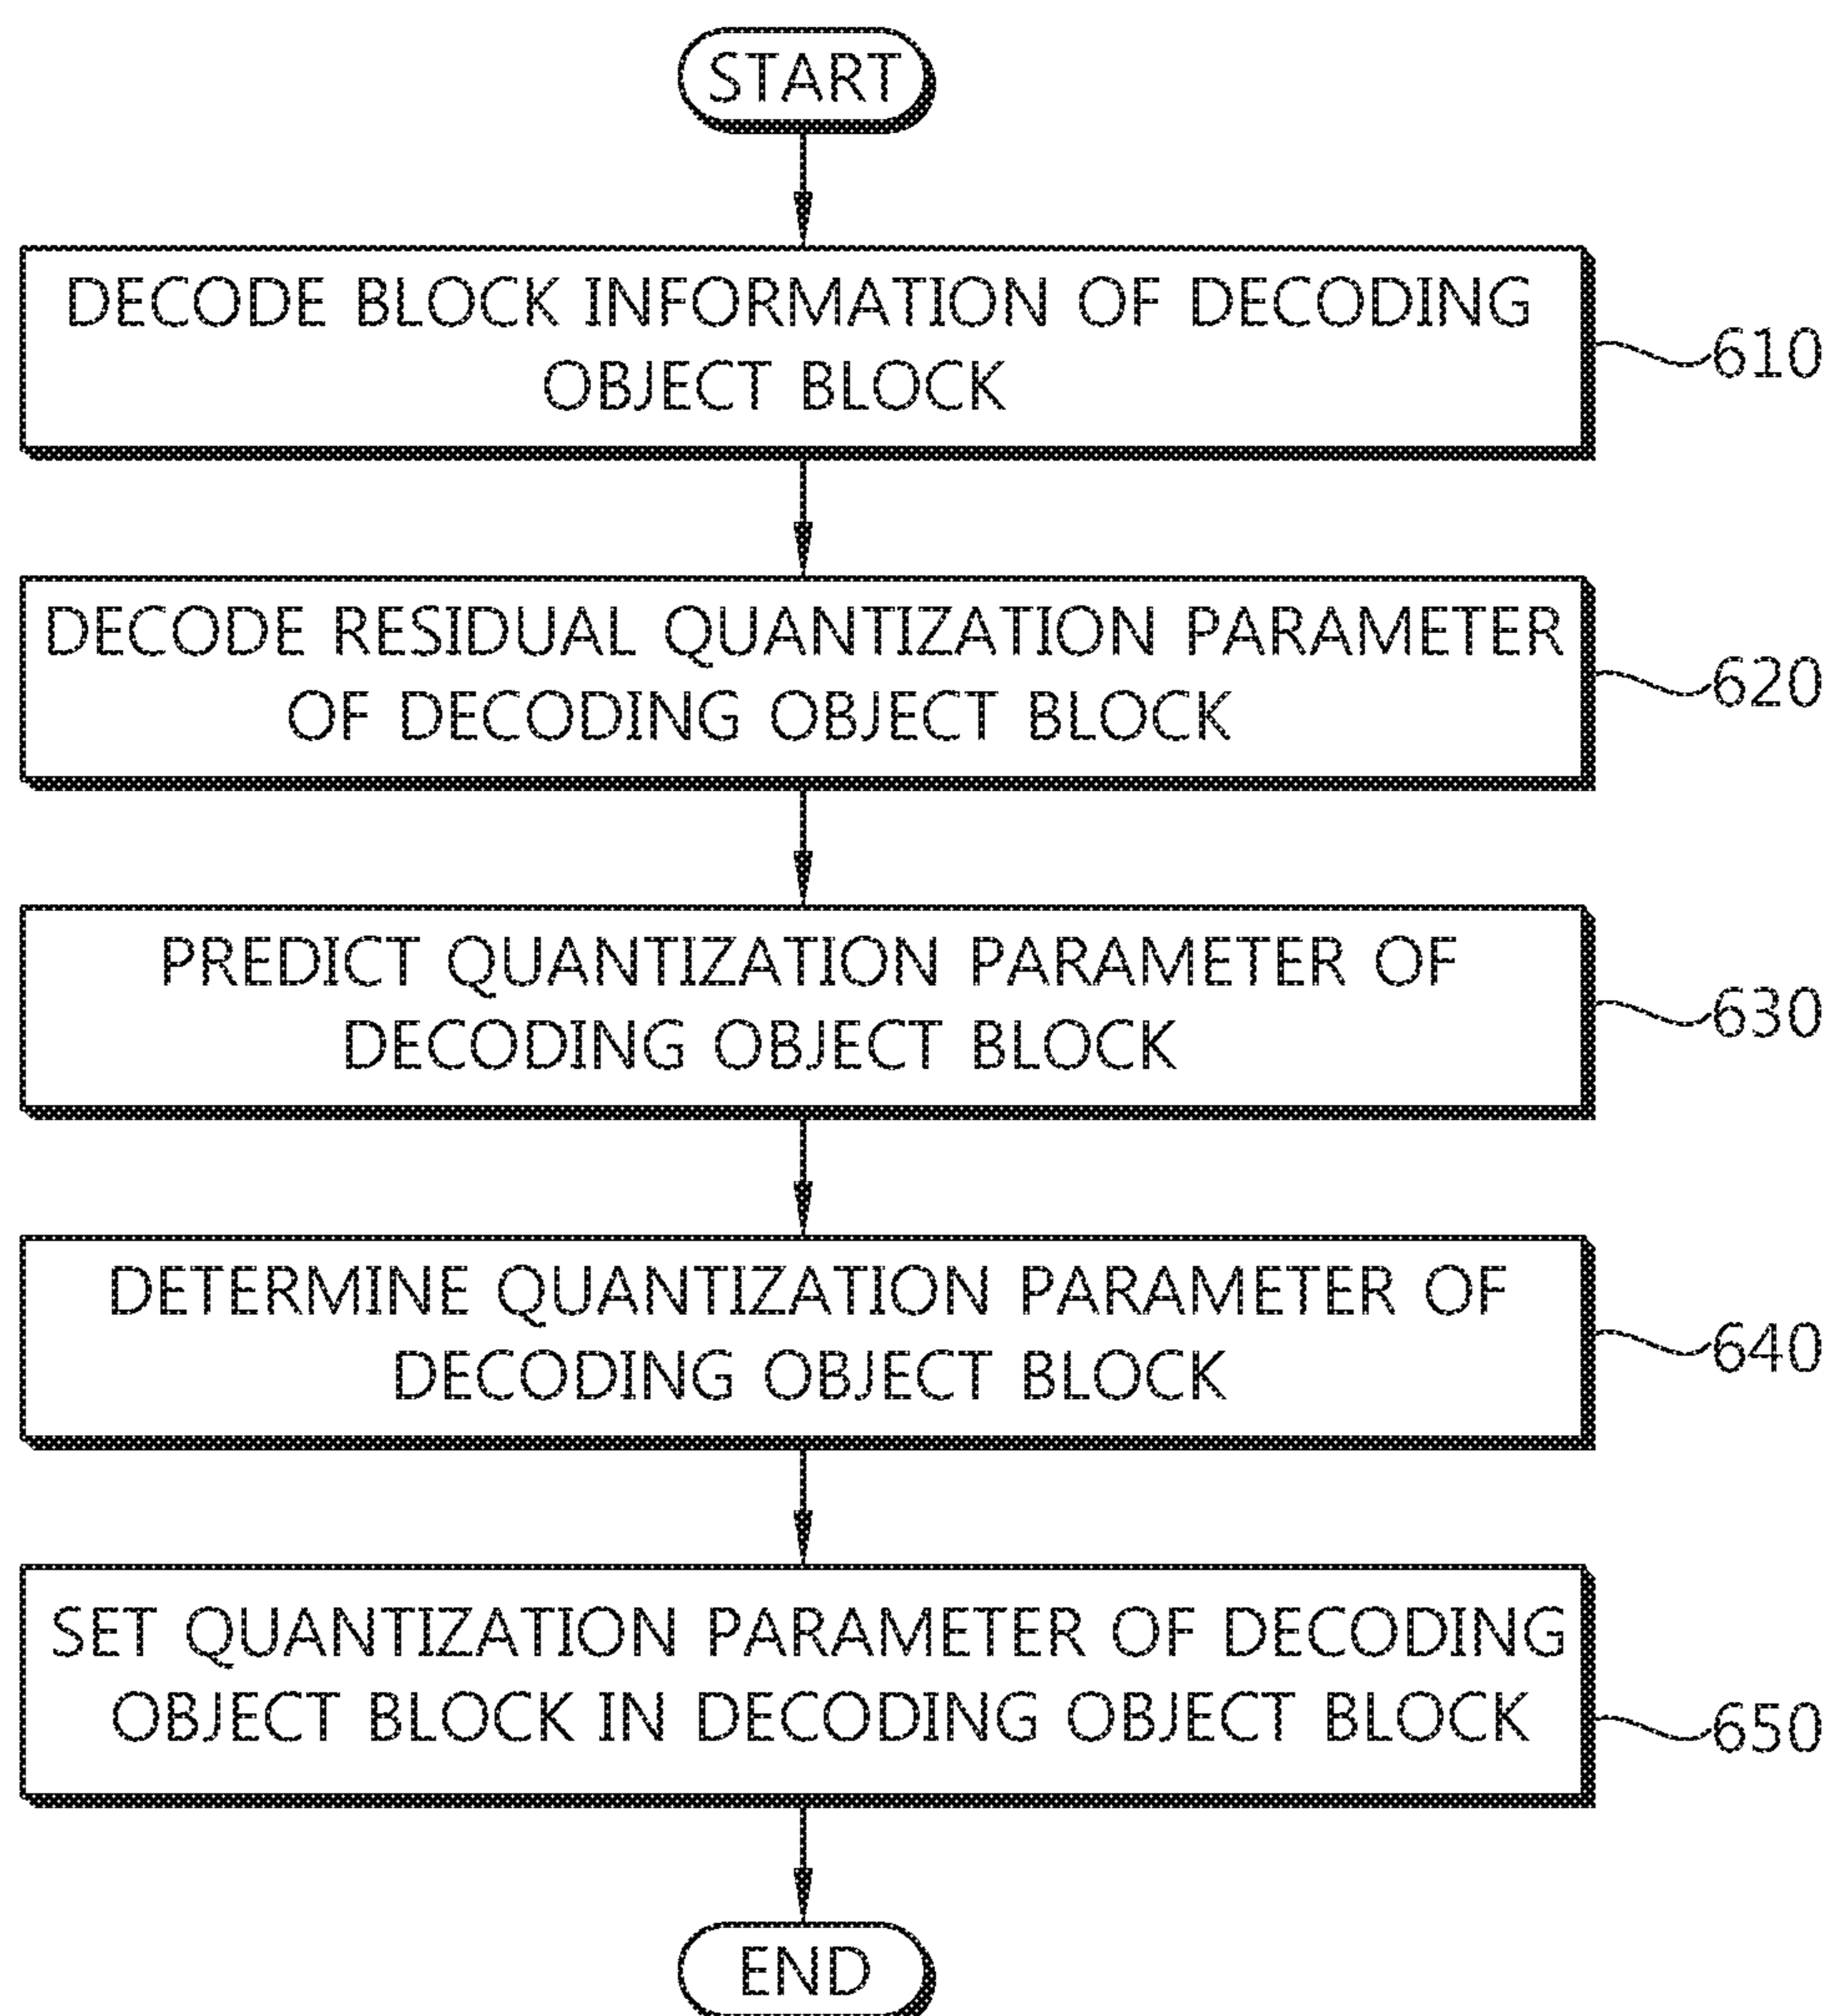 START
DECODE BLOCK INFORMATION OF DECODING
OBJECT BLOCK
610
DECODE RESIDUAL QUANTIZATION PARAMETER
OF DECODING OBJECT BLOCK
620
PREDICT QUANTIZATION PARAMETER OF
DECODING OBJECT BLOCK
630
DETERMINE QUANTIZATION PARAMETER OF
DECODING OBJECT BLOCK
640
SET QUANTIZATION PARAMETER OF DECODING
OBJECT BLOCK IN DECODING OBJECT BLOCK
650
END